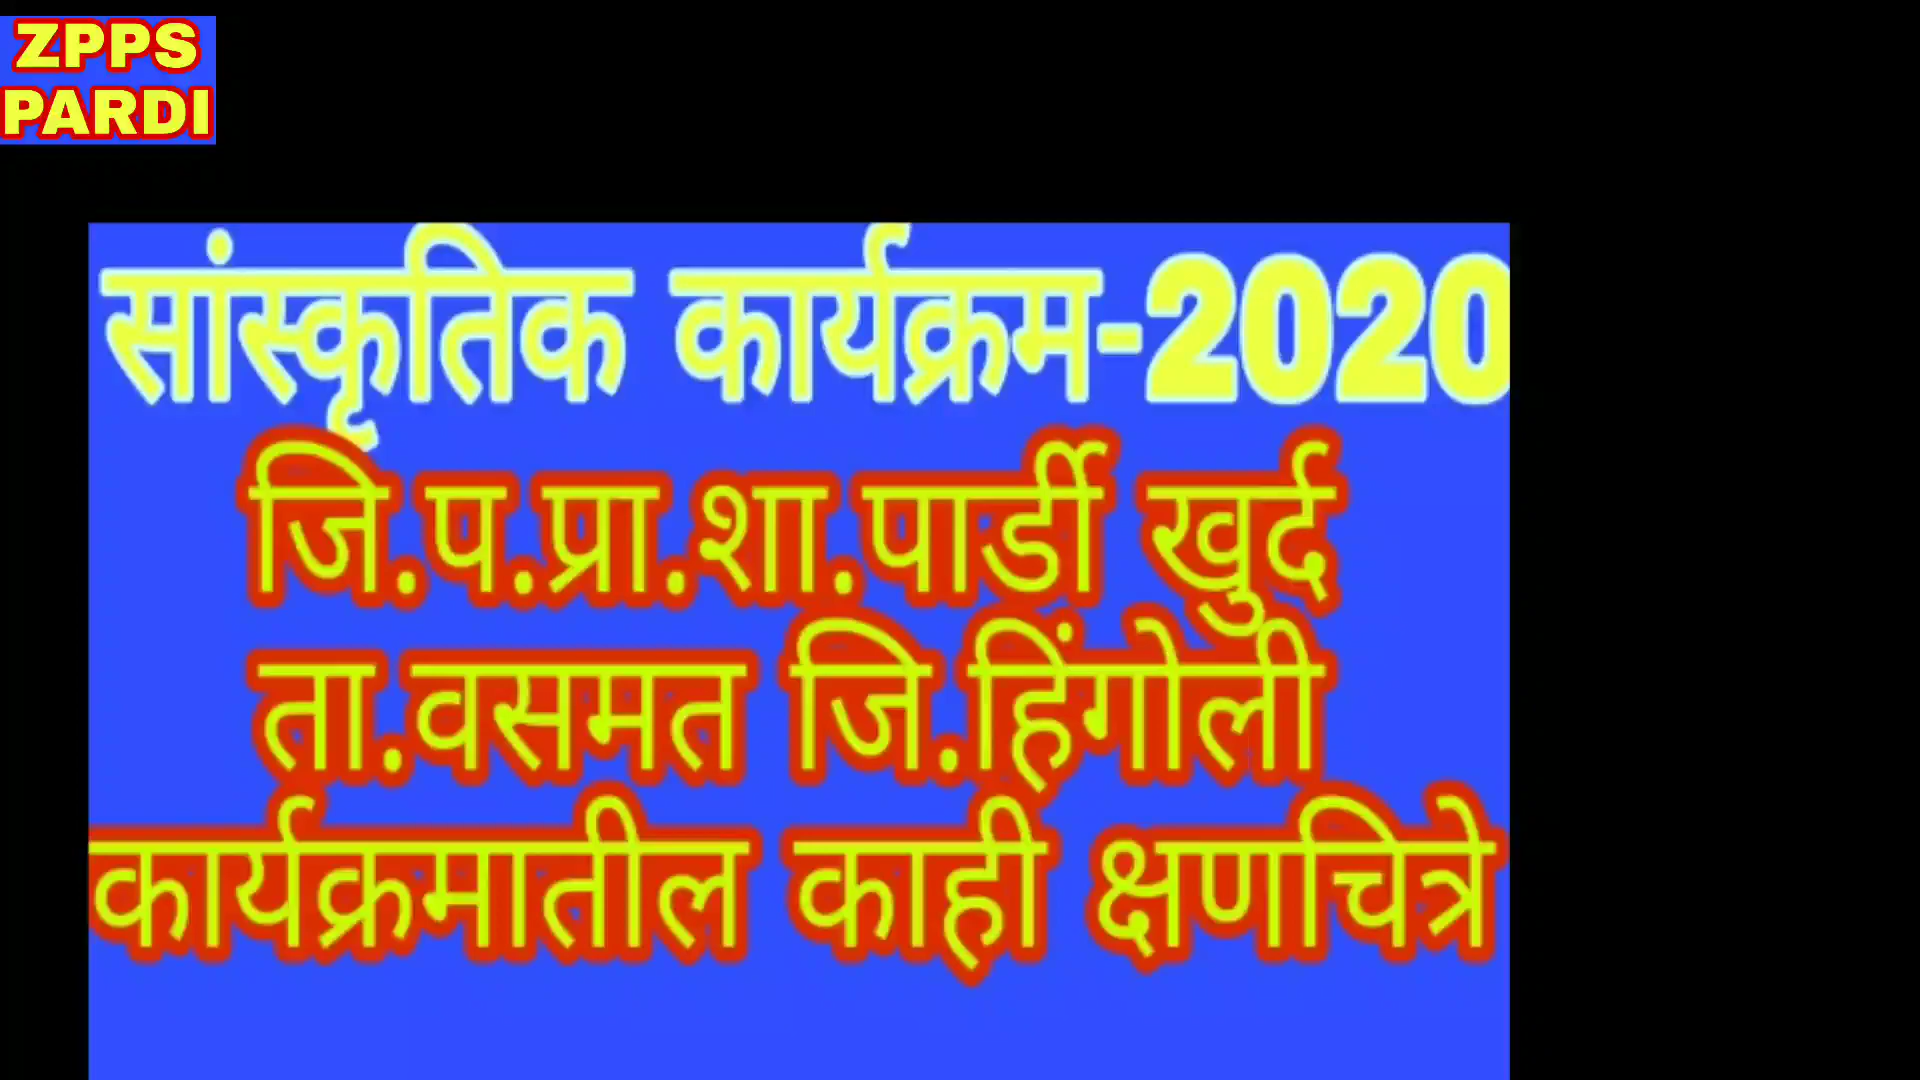 ZPPS
PARDI
सांस्कृतिक कार्यक्रम-2020
जि.प.प्रा.शा.पार्डी खुर्द
ता.वसमत जि.हिंगोली
कार्यक्रमातील काही क्षणचित्रे